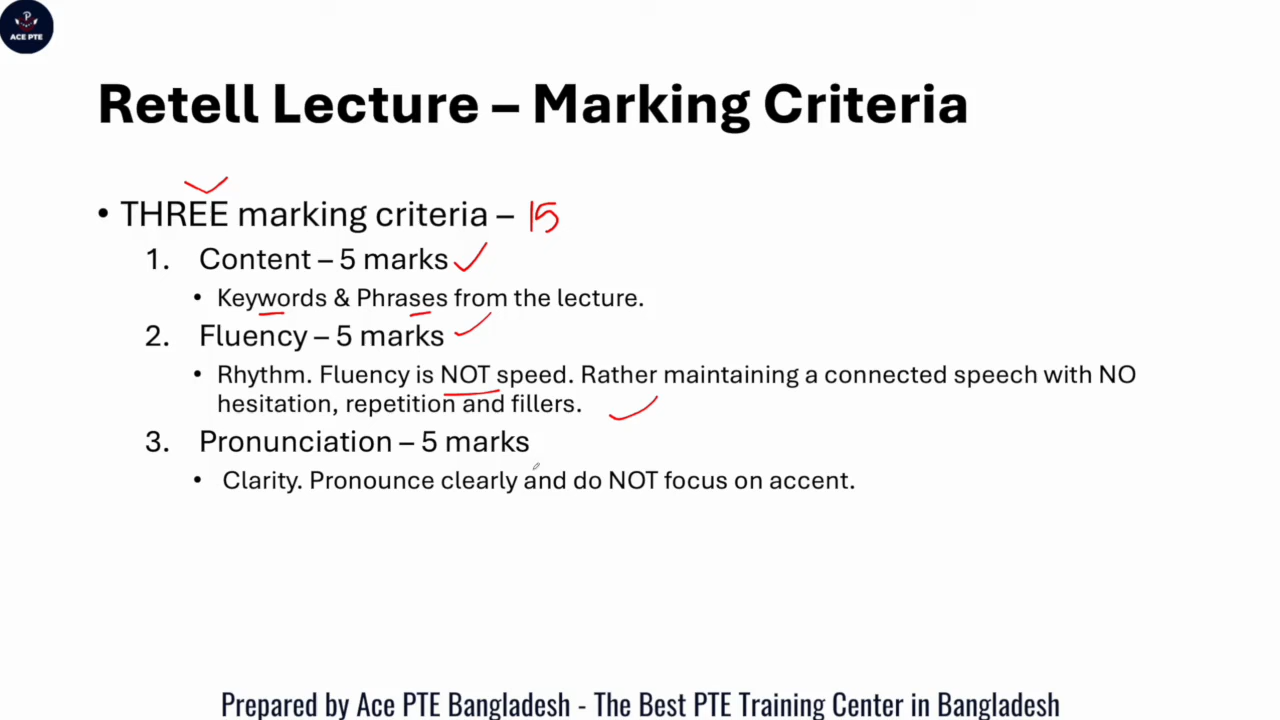 ACE PTE
Retell Lecture – Marking Criteria
• THREE marking criteria – 15
1. Content – 5 marks
• Keywords & Phrases from the lecture.
2. Fluency – 5 marks
• Rhythm. Fluency is NOT speed. Rather maintaining a connected speech with NO
hesitation, repetition and fillers.
3. Pronunciation – 5 marks
• Clarity. Pronounce clearly and do NOT focus on accent.
Prepared by Ace PTE Bangladesh - The Best PTE Training Center in Bangladesh